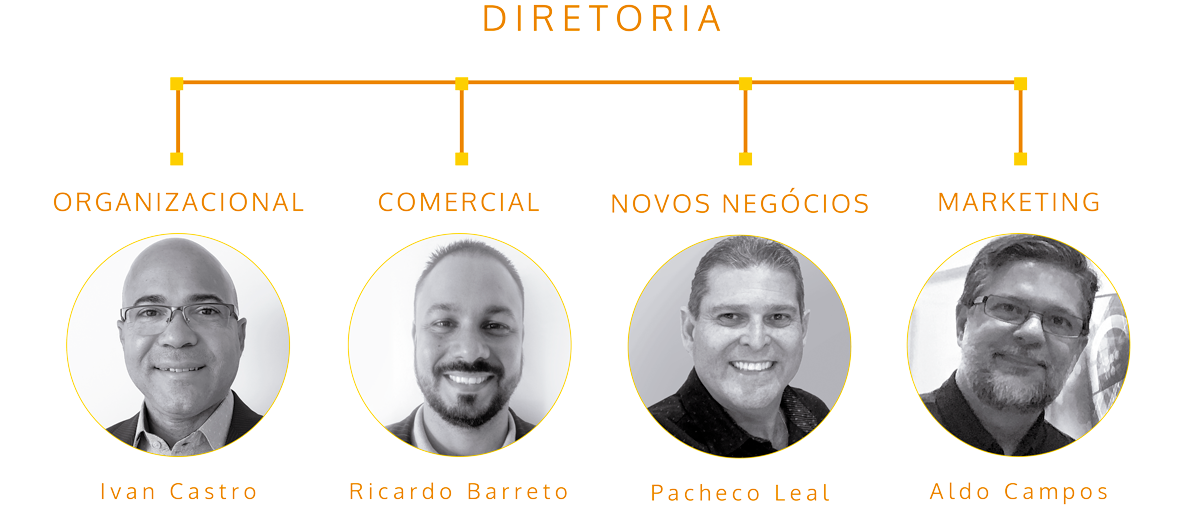 DIRETORIA
ORGANIZACIONAL
COMERCIAL
NOVOS NEGÓCIOS
MARKETING
Ivan Castro
Ricardo Barreto
Pacheco Leal
Aldo Campos